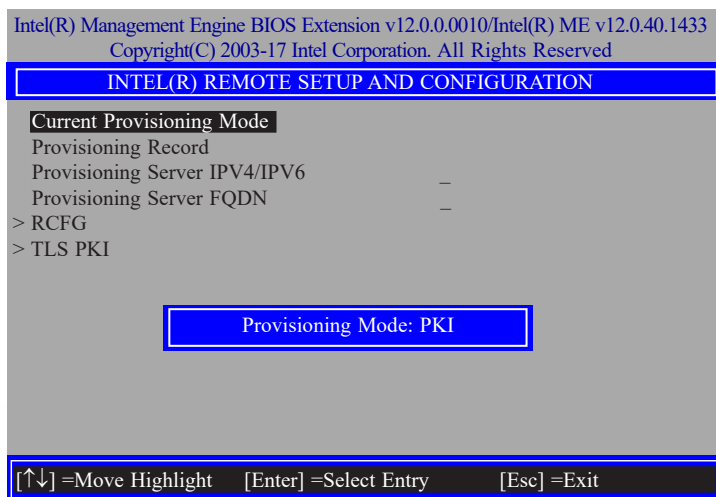 Intel(R) Management Engine BIOS Extension v12.0.0.0010/Intel(R) ME v12.0.40.1433
Copyright(C) 2003-17 Intel Corporation. All Rights Reserved
INTEL(R) REMOTE SETUP AND CONFIGURATION
Current Provisioning Mode
Provisioning Record
Provisioning Server IPV4/IPV6 _
Provisioning Server FQDN _
> RCFG
> TLS PKI
Provisioning Mode: PKI
[↑↓] =Move Highlight [Enter] =Select Entry [Esc] =Exit